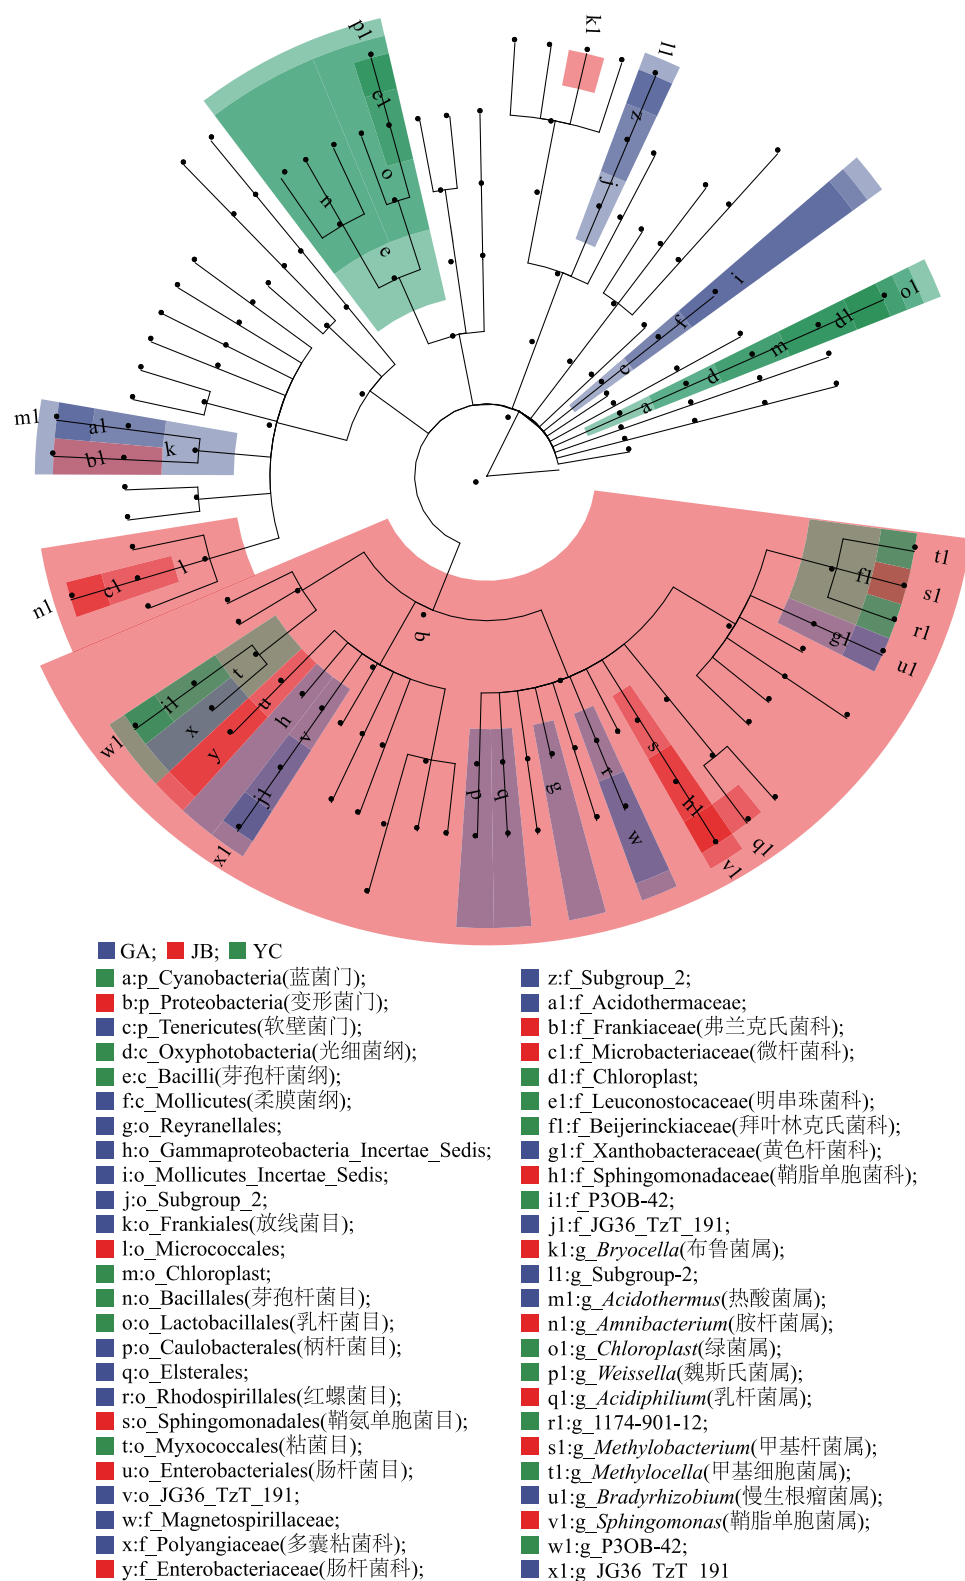 p1
k1
l1
c1
z
o
n
j
e
i
f
o1
d1
c
m
d
a
m1
a1
k
b1
l
c1
n1
t1
f1
s1
r1
g1
u1
b
t
i1
u
x
h
w1
y
v
j1
x1
s
p
q
g
r
h1
w
q1
v1
GA; JB; YC
a:p_Cyanobacteria(蓝菌门);
b:p_Proteobacteria(变形菌门);
c:p_Tenericutes(软壁菌门);
d:c_Oxyphotobacteria(光细菌纲);
e:c_Bacilli(芽孢杆菌纲);
f:c_Mollicutes(柔膜菌纲);
g:o_Reyranellales;
h:o_Gammaproteobacteria_Incertae_Sedis;
i:o_Mollicutes_Incertae_Sedis;
j:o_Subgroup_2;
k:o_Frankiales(放线菌目);
l:o_Micrococcales;
m:o_Chloroplast;
n:o_Bacillales(芽孢杆菌目);
o:o_Lactobacillales(乳杆菌目);
p:o_Caulobacterales(柄杆菌目);
q:o_Elsterales;
r:o_Rhodospirillales(红螺菌目);
s:o_Sphingomonadales(鞘氨单胞菌目);
t:o_Myxococcales(粘菌目);
u:o_Enterobacteriales(肠杆菌目);
v:o_JG36_TzT_191;
w:f_Magnetospirillaceae;
x:f_Polyangiaceae(多囊粘菌科);
y:f_Enterobacteriaceae(肠杆菌科);
z:f_Subgroup_2;
a1:f_Acidothermaceae;
b1:f_Frankiaceae(弗兰克氏菌科);
c1:f_Microbacteriaceae(微杆菌科);
d1:f_Chloroplast;
e1:f_Leuconostocaceae(明串珠菌科);
f1:f_Beijerinckiaceae(拜叶林克氏菌科);
g1:f_Xanthobacteraceae(黄色杆菌科);
h1:f_Sphingomonadaceae(鞘脂单胞菌科);
i1:f_P3OB-42;
j1:f_JG36_TzT_191;
k1:g_Bryocella(布鲁菌属);
l1:g_Subgroup-2;
m1:g_Acidothermus(热酸菌属);
n1:g_Amnibacterium(胺杆菌属);
o1:g_Chloroplast(绿菌属);
p1:g_Weissella(魏斯氏菌属);
q1:g_Acidiphilium(乳杆菌属);
r1:g_1174-901-12;
s1:g_Methylobacterium(甲基杆菌属);
t1:g_Methylocella(甲基细胞菌属);
u1:g_Bradyrhizobium(慢生根瘤菌属);
v1:g_Sphingomonas(鞘脂单胞菌属);
w1:g_P3OB-42;
x1:g_JG36_TzT_191